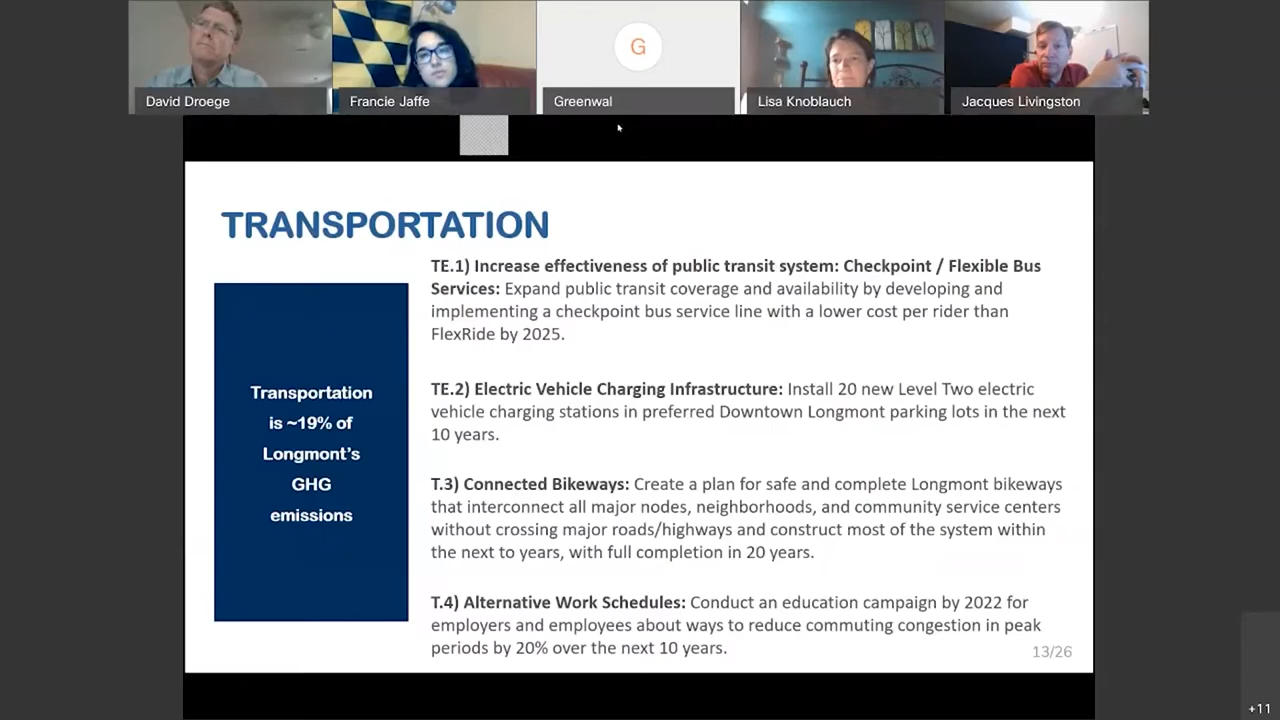 David Droege
Francie Jaffe
G
Greenwal
Lisa Knoblauch
Jacques Livingston
TRANSPORTATION
Transportation
is ~19% of
Longmont's
GHG
emissions
TE.1) Increase effectiveness of public transit system: Checkpoint / Flexible Bus
Services: Expand public transit coverage and availability by developing and
implementing a checkpoint bus service line with a lower cost per rider than
FlexRide by 2025.
TE.2) Electric Vehicle Charging Infrastructure: Install 20 new Level Two electric
vehicle charging stations in preferred Downtown Longmont parking lots in the next
10 years.
T.3) Connected Bikeways: Create a plan for safe and complete Longmont bikeways
that interconnect all major nodes, neighborhoods, and community service centers
without crossing major roads/highways and construct most of the system within
the next to years, with full completion in 20 years.
T.4) Alternative Work Schedules: Conduct an education campaign by 2022 for
employers and employees about ways to reduce commuting congestion in peak
periods by 20% over the next 10 years.
13/26
+11